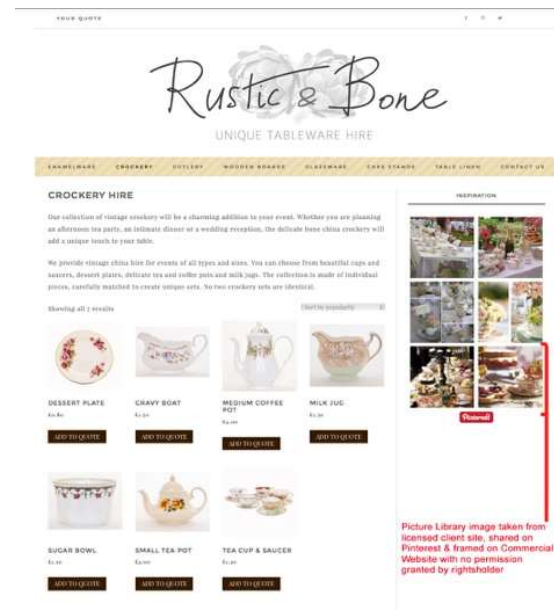 YOUR QUOTE
Rustic & Bone
UNIQUE TABLEWARE HIRE
ENAMELWARE CROCKERY CUTLERY WOODEN BOARDS GLASSWARE CAKE STANDS TABLE LINEN CONTACT US
CROCKERY HIRE
Our collection of vintage crockery will be a charming addition to your event. Whether you are planning
an afternoon tea party, an intimate dinner or a wedding reception, the delicate bone china crockery will
add a unique touch to your table.
We provide vintage china hire for events of all types and sizes. You can choose from beautiful cups and
saucers, dessert plates, delicate tea and coffee pots and milk jugs. The collection is made of individual
pieces, carefully matched to create unique sets. No two crockery sets are identical.
Showing all 7 results
Sort by popularity
DESSERT PLATE
ADD TO QUOTE
GRAVY BOAT
ADD TO QUOTE
MEDIUM COFFEE
POT
ADD TO QUOTE
MILK JUG
ADD TO QUOTE
SUGAR BOWL
ADD TO QUOTE
SMALL TEA POT
ADD TO QUOTE
TEA CUP & SAUCER
ADD TO QUOTE
INSPIRATION
Pinterest
Picture Library image taken from
licensed client site, shared on
Pinterest & framed on Commercial
Website with no permission
granted by rightsholder